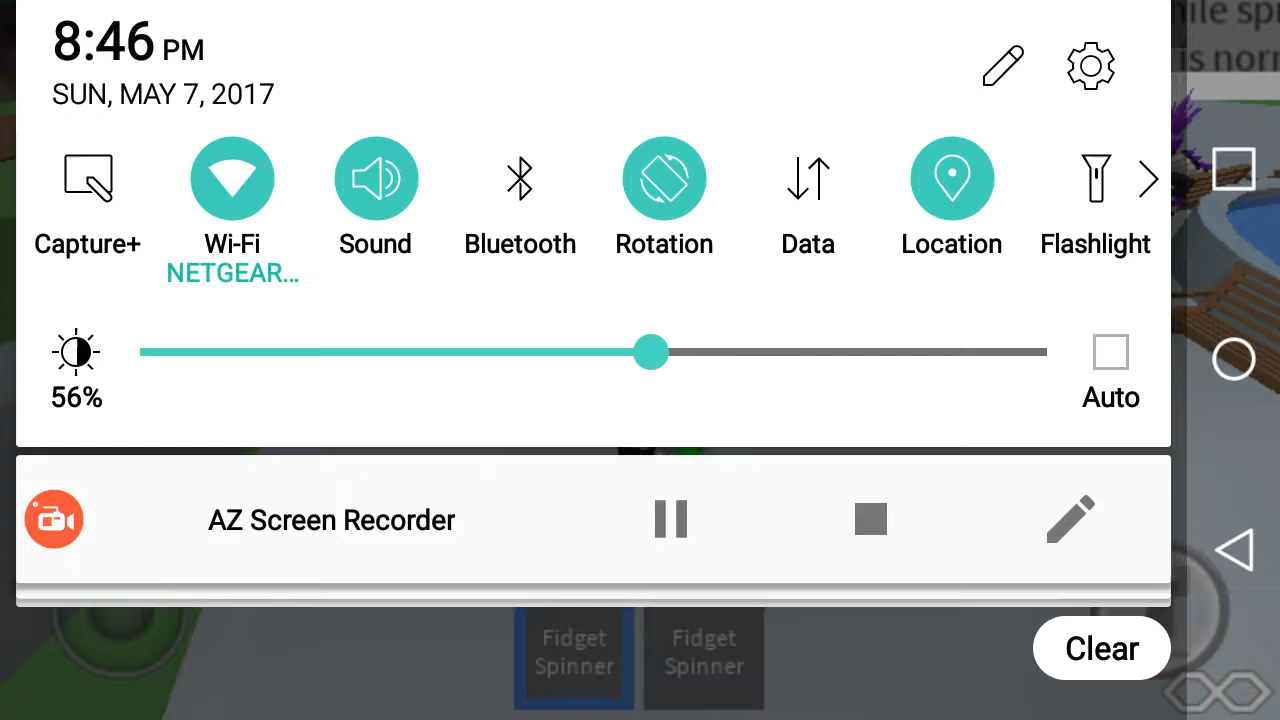 8:46 PM
SUN, MAY 7, 2017
Capture+ Wi-Fi Sound Bluetooth Rotation Data Location Flashlight
NETGEAR...
56%
Auto
AZ Screen Recorder
Clear
Fidget Spinner
Fidget Spinner